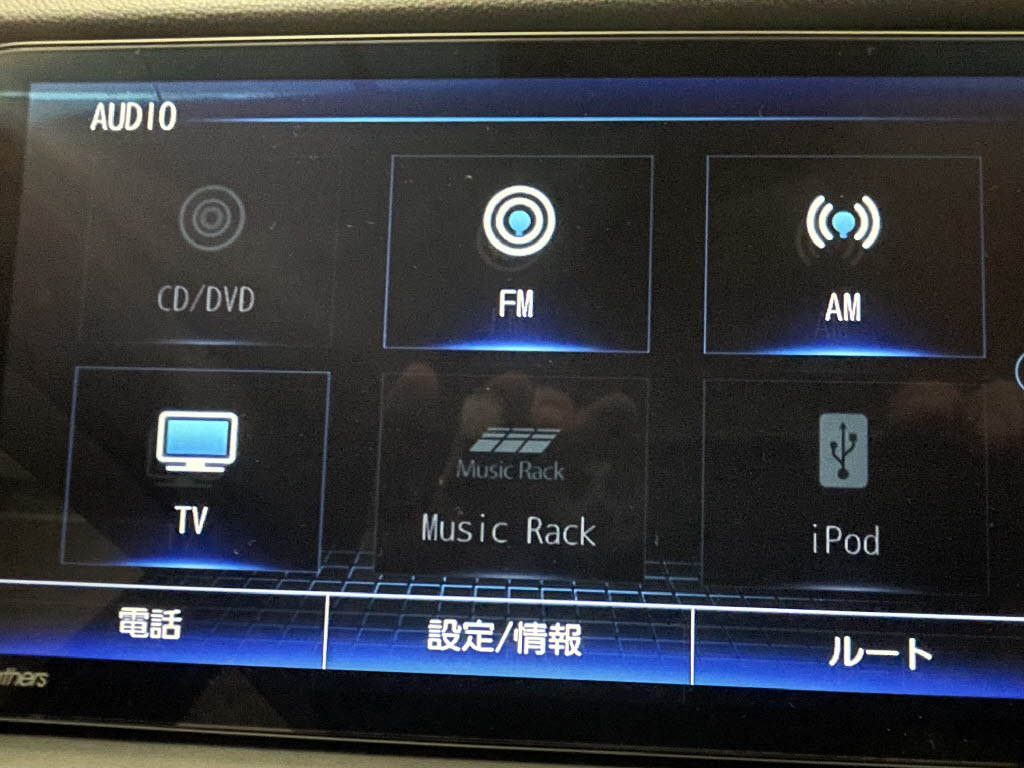 AUDIO
CD/DVD
FM
AM
TV
Music Rack
Music Rack
iPod
電話
設定/情報
ルート